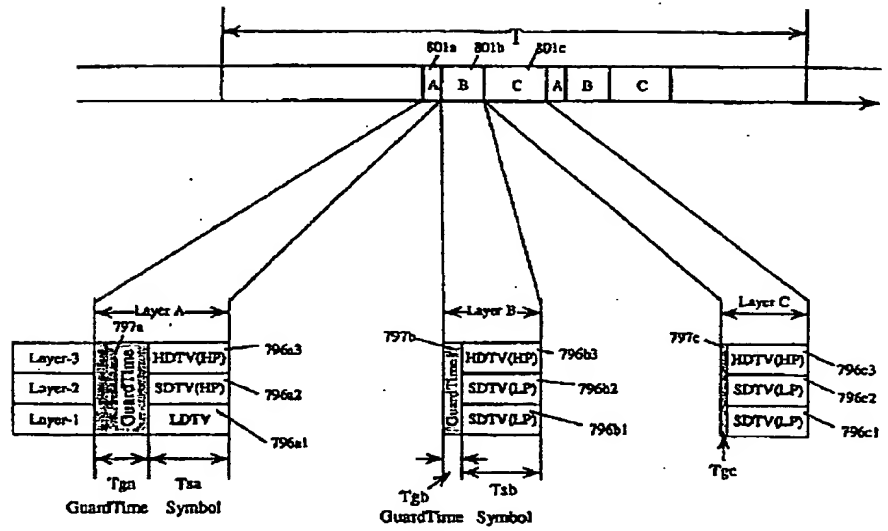 T
801a 801b 801c
A B C A B C
Layer A Layer B Layer C
797a 797b 797c
Layer-3 HDTV(HP) 796a3 HDTV(HP) 796b3 HDTV(HP) 796c3
Layer-2 GuardTime SDTV(HP) 796a2 GuardTime SDTV(LP) 796b2 SDTV(LP) 796c2
Layer-1 LDTV 796a1 SDTV(LP) 796b1 SDTV(LP) 796c1
Tga Tsa Tgb Tsb Tgc
GuardTime Symbol GuardTime Symbol